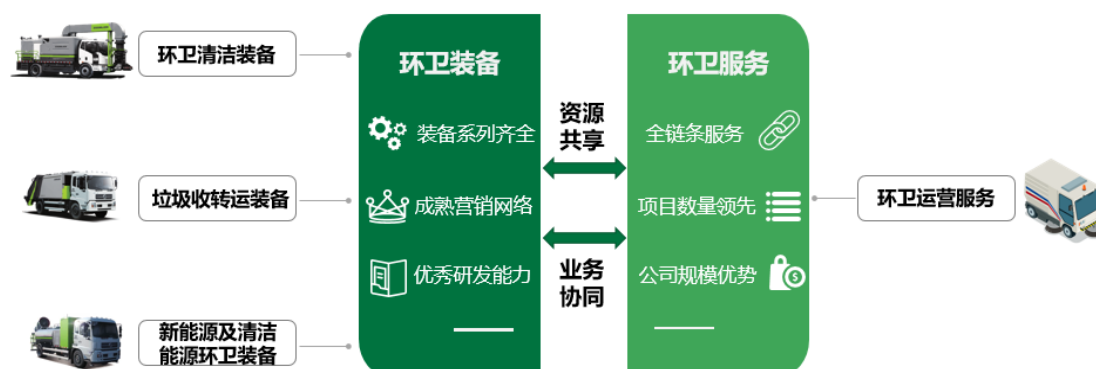 环卫清洁装备
垃圾收转运装备
新能源及清洁
能源环卫装备
环卫装备
装备系列齐全
成熟营销网络
优秀研发能力
资源
共享
业务
协同
环卫服务
全链条服务
项目数量领先
公司规模优势
$
环卫运营服务